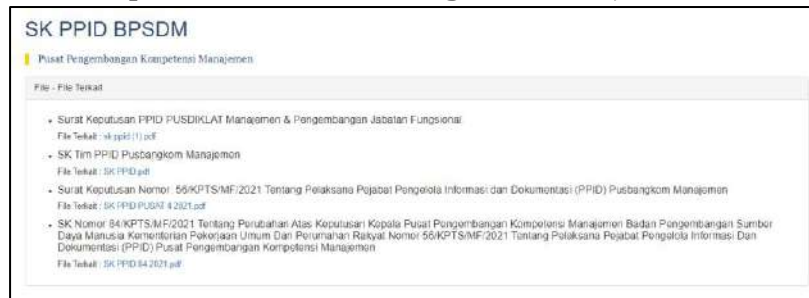 SK PPID BPSDM
Pusat Pengembangan Kompetensi Manajemen
File - File Terkait
Surat Keputusan PPID PUSDIKLAT Manajemen & Pengembangan Jabatan Fungsional
File Terkait : sk ppid (1).pdf
SK Tim PPID Pusbangkom Manajemen
File Terkait : SK PPID.pdf
Surat Keputusan Nomor 56/KPTS/MF/2021 Tentang Pelaksana Pejabat Pengelola Informasi dan Dokumentasi (PPID) Pusbangkom Manajemen
File Terkait : SK PPID PUSAT 4 2021.pdf
SK Nomor 84/KPTS/MF/2021 Tentang Perubahan Atas Keputusan Kepala Pusat Pengembangan Kompetensi Manajemen Badan Pengembangan Sumber
Daya Manusia Kementerian Pekerjaan Umum Dan Perumahan Rakyat Nomor 56/KPTS/MF/2021 Tentang Pelaksana Pejabat Pengelola Informasi Dan
Dokumentasi (PPID) Pusat Pengembangan Kompetensi Manajemen
File Terkait : SK PPID 84 2021.pdf